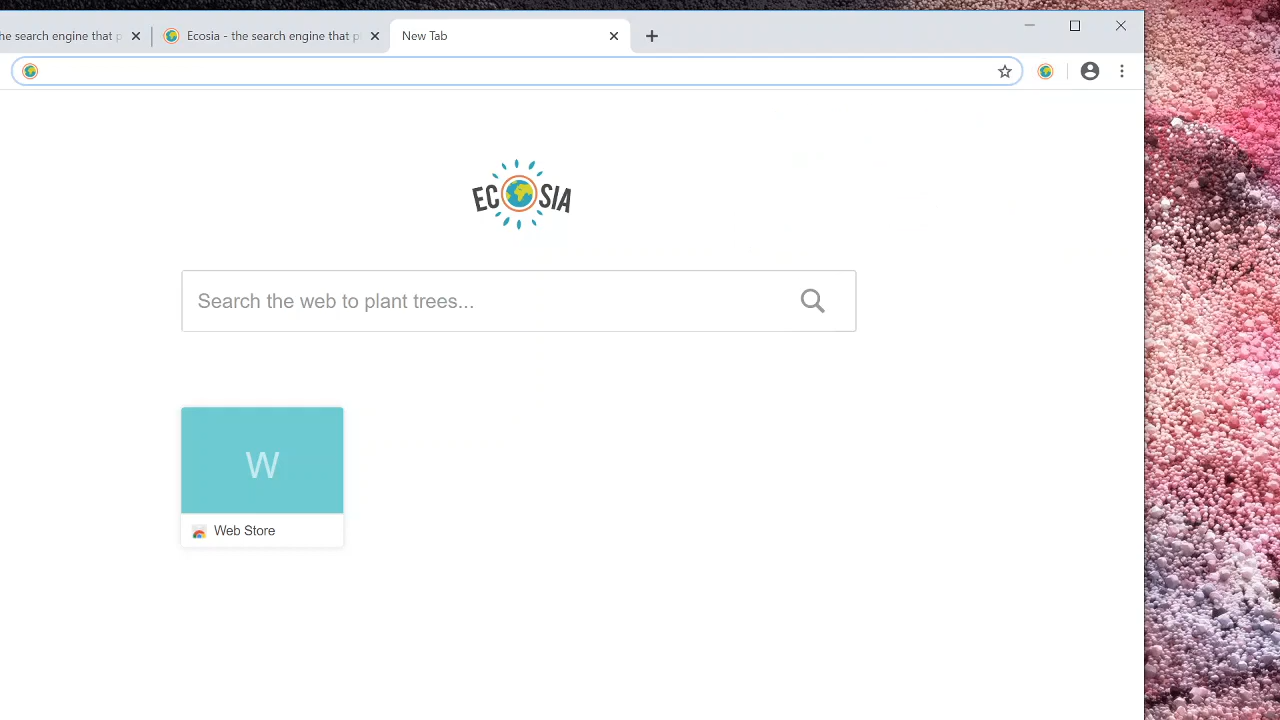 he search engine that p
Ecosia - the search engine that p
New Tab
ECOSIA
Search the web to plant trees...
W
Web Store